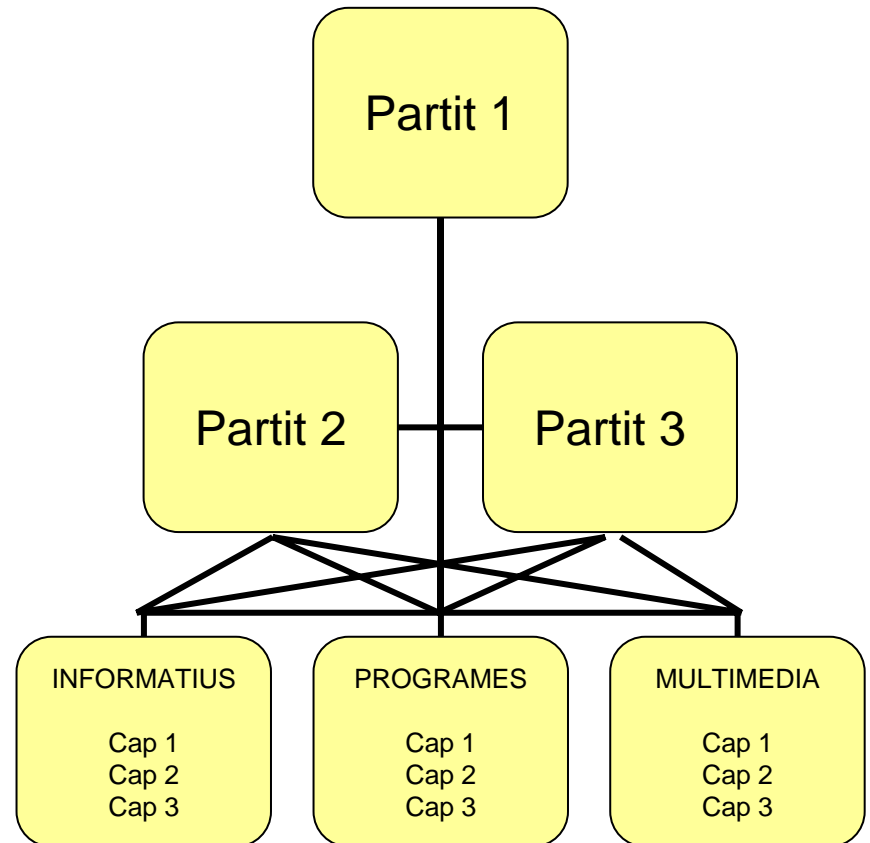 Partit 1
Partit 2
Partit 3
INFORMATIUS
Cap 1
Cap 2
Cap 3
PROGRAMES
Cap 1
Cap 2
Cap 3
MULTIMEDIA
Cap 1
Cap 2
Cap 3